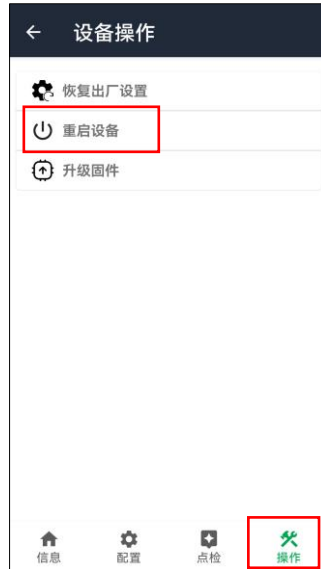 设备操作
恢复出厂设置
重启设备
升级固件
信息 配置 点检 操作